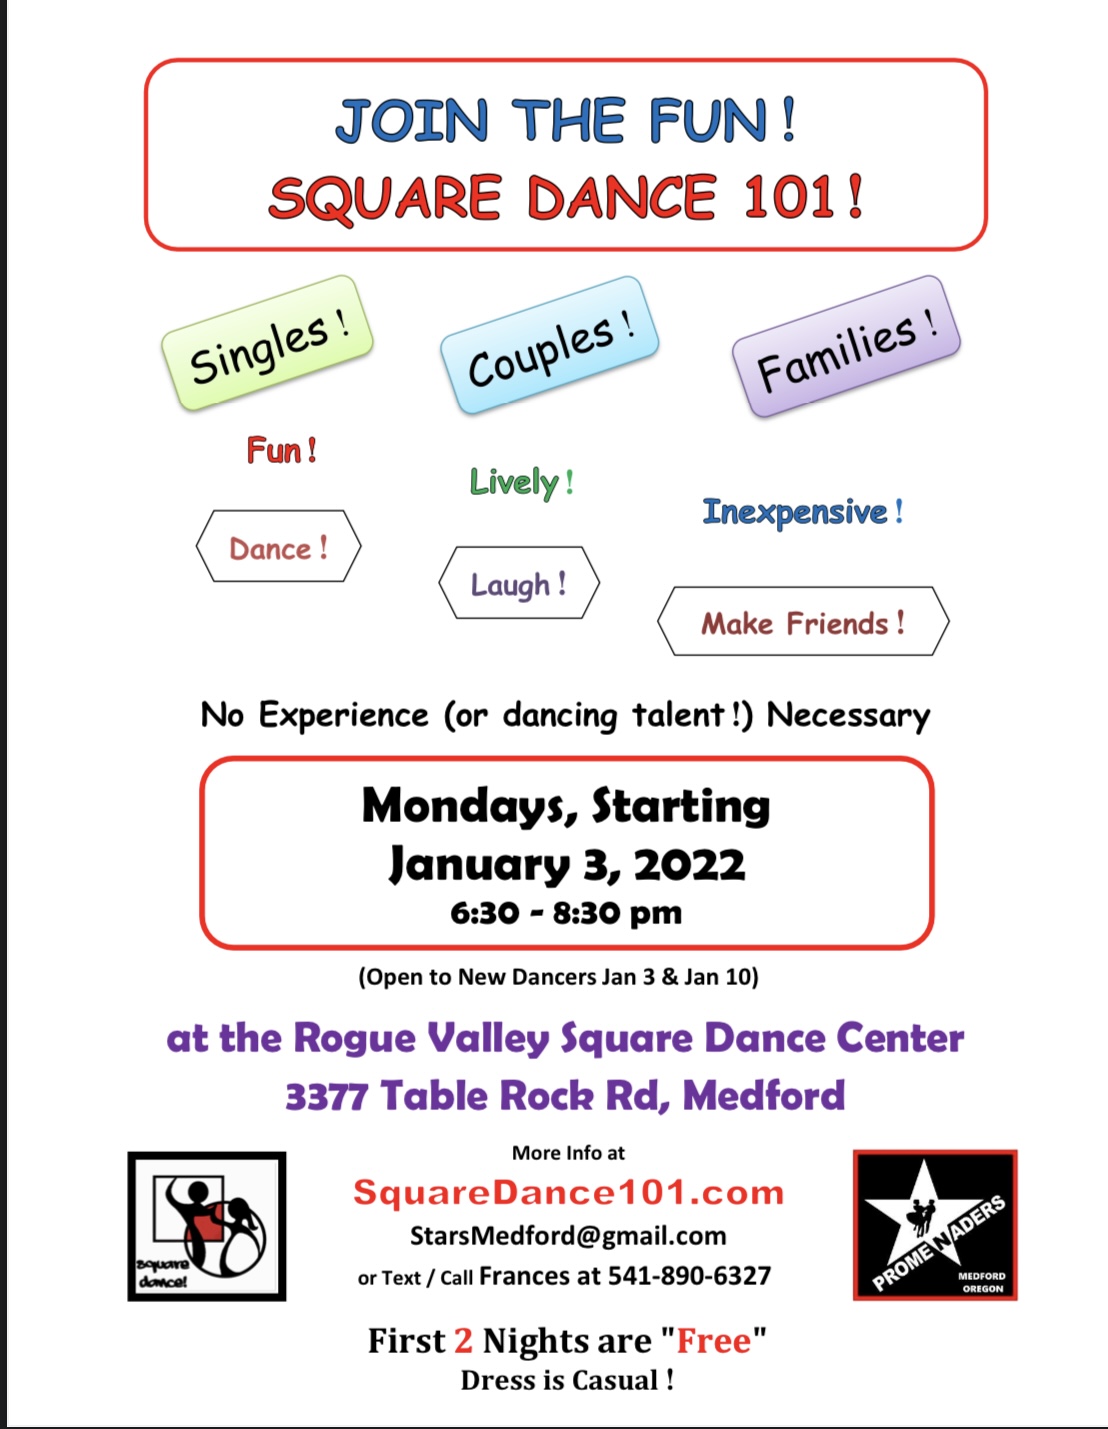 JOIN THE FUN !
SQUARE DANCE 101 !
Singles !
Couples !
Families !
Fun !
Lively !
Inexpensive !
Dance !
Laugh !
Make Friends !
No Experience (or dancing talent !) Necessary
Mondays, Starting
January 3, 2022
6:30 - 8:30 pm
(Open to New Dancers Jan 3 & Jan 10)
at the Rogue Valley Square Dance Center
3377 Table Rock Rd, Medford
More Info at
SquareDance101.com
StarsMedford@gmail.com
or Text / Call Frances at 541-890-6327
square
dance!
PROMENADERS
MEDFORD
OREGON
First 2 Nights are "Free"
Dress is Casual !